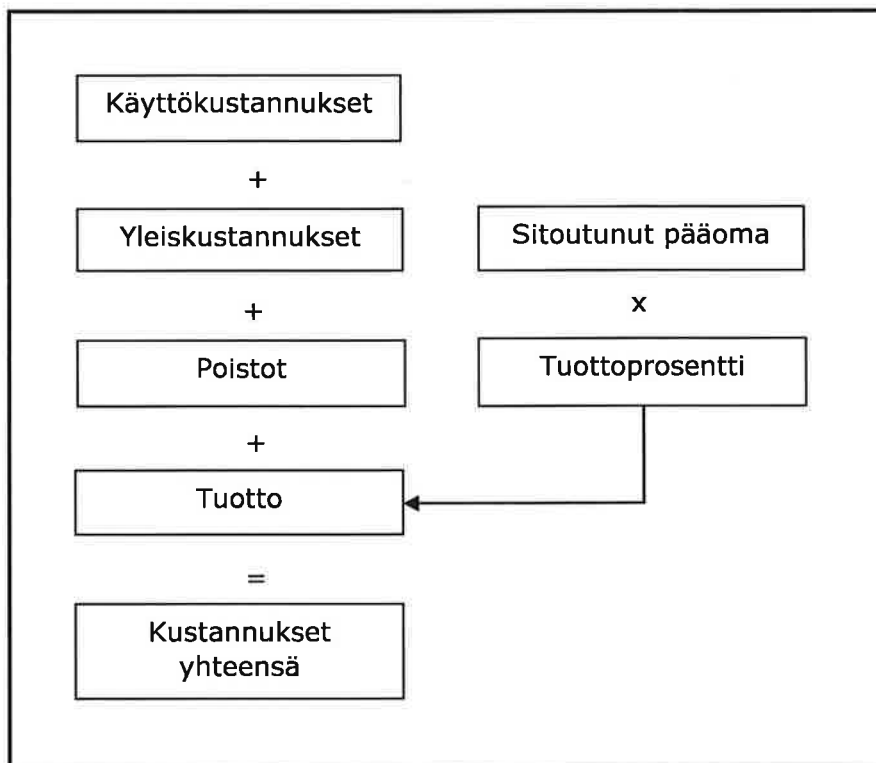 Käyttökustannukset
+
Yleiskustannukset
Sitoutunut pääoma
+
x
Poistot
Tuottoprosentti
+
Tuotto
=
Kustannukset
yhteensä